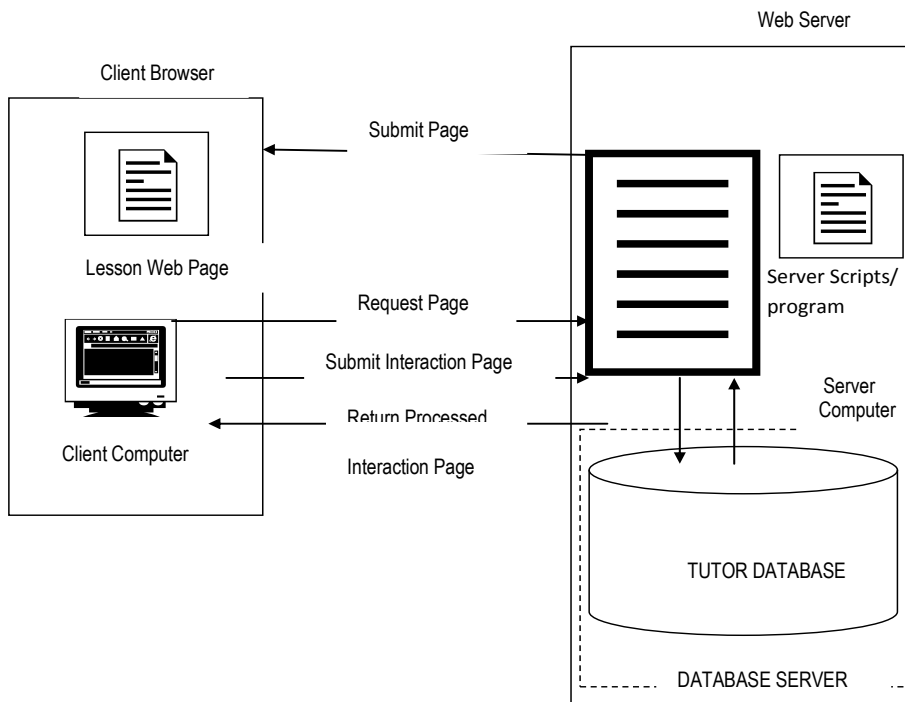 Web Server
Client Browser
Submit Page
Lesson Web Page
Server Scripts/
program
Request Page
Submit Interaction Page
Server
Computer
Return Processed
Client Computer
Interaction Page
TUTOR DATABASE
DATABASE SERVER